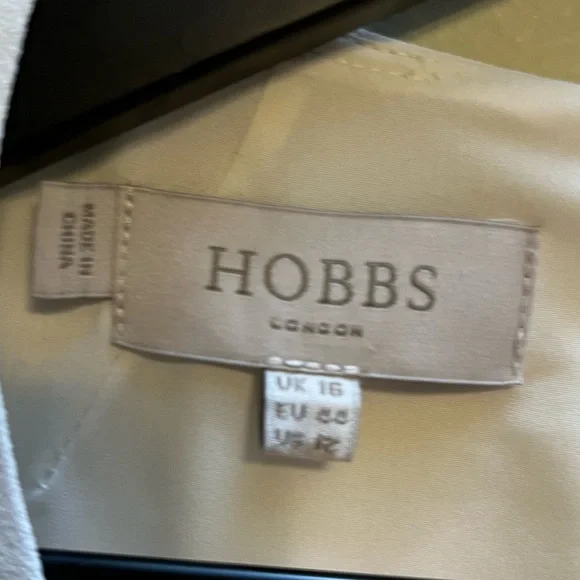 MADE IN
CHINA
HOBBS
LONDON
UK 16
EU 44
US 12